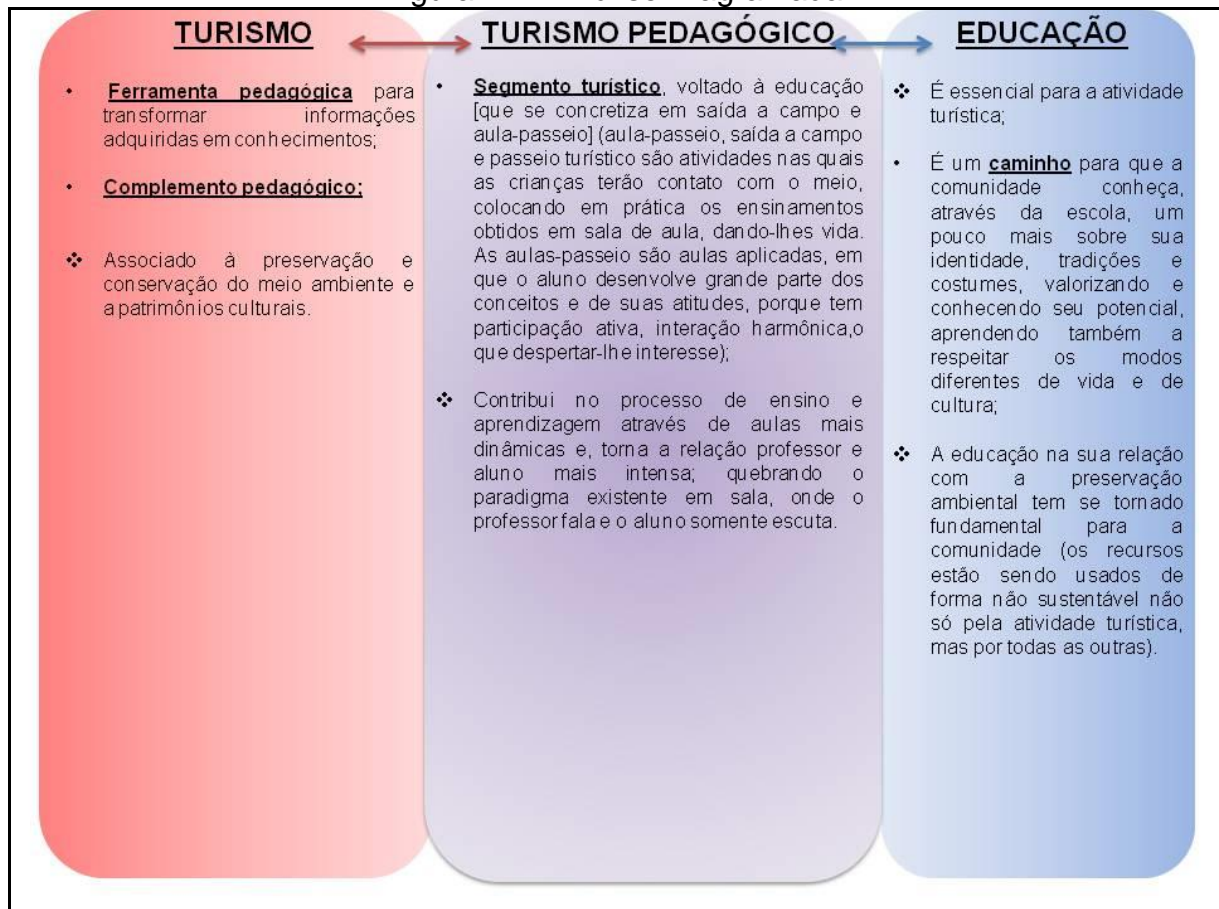 TURISMO
TURISMO PEDAGÓGICO
EDUCAÇÃO
• Ferramenta pedagógica para
transformar informações
adquiridas em conhecimentos;
• Complemento pedagógico;
❖ Associado à preservação e
conservação do meio ambiente e
a patrimônios culturais.
• Segmento turístico, voltado à educação
[que se concretiza em saída a campo e
aula-passeio] (aula-passeio, saída a campo
e passeio turístico são atividades nas quais
as crianças terão contato com o meio,
colocando em prática os ensinamentos
obtidos em sala de aula, dando-lhes vida.
As aulas-passeio são aulas aplicadas, em
que o aluno desenvolve grande parte dos
conceitos e de suas atitudes, porque tem
participação ativa, interação harmônica,o
que despertar-lhe interesse);
❖ Contribui no processo de ensino e
aprendizagem através de aulas mais
dinâmicas e, torna a relação professor e
aluno mais intensa; quebrando o
paradigma existente em sala, onde o
professor fala e o aluno somente escuta.
❖ É essencial para a atividade
turística;
• É um caminho para que a
comunidade conheça,
através da escola, um
pouco mais sobre sua
identidade, tradições e
costumes, valorizando e
conhecendo seu potencial,
aprendendo também a
respeitar os modos
diferentes de vida e de
cultura;
❖ A educação na sua relação
com a preservação
ambiental tem se tornado
fundamental para a
comunidade (os recursos
estão sendo usados de
forma não sustentável não
só pela atividade turística,
mas por todas as outras).